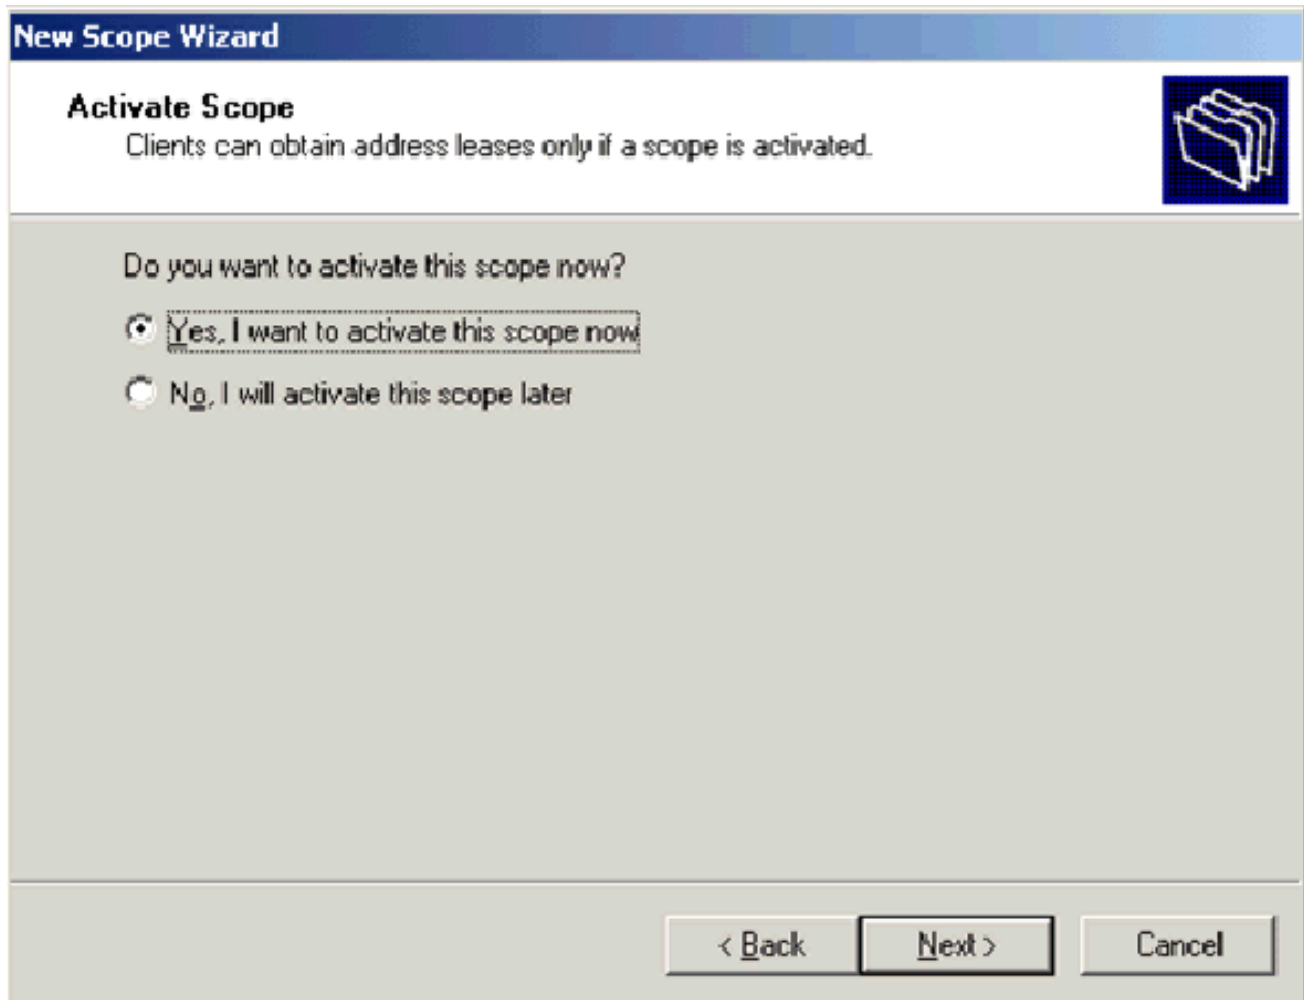 New Scope Wizard
Activate Scope
Clients can obtain address leases only if a scope is activated.
Do you want to activate this scope now?
Yes, I want to activate this scope now
No, I will activate this scope later
< Back
Next >
Cancel